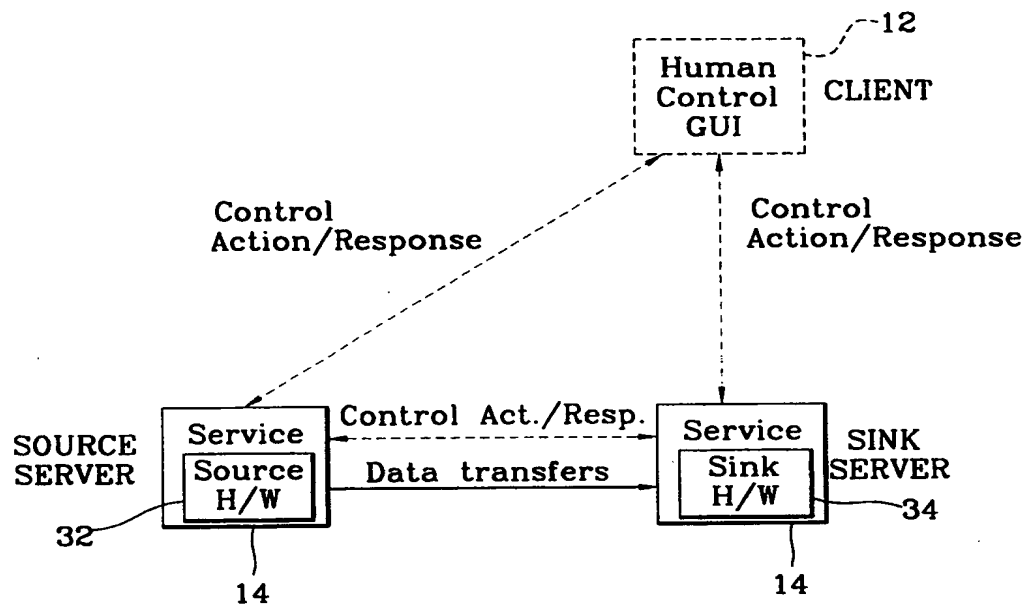 12
Human
Control
GUI
CLIENT
Control
Action/Response
Control
Action/Response
SOURCE
SERVER
Service
Source
H/W
Control Act./Resp.
Data transfers
Service
Sink
H/W
SINK
SERVER
32
34
14
14